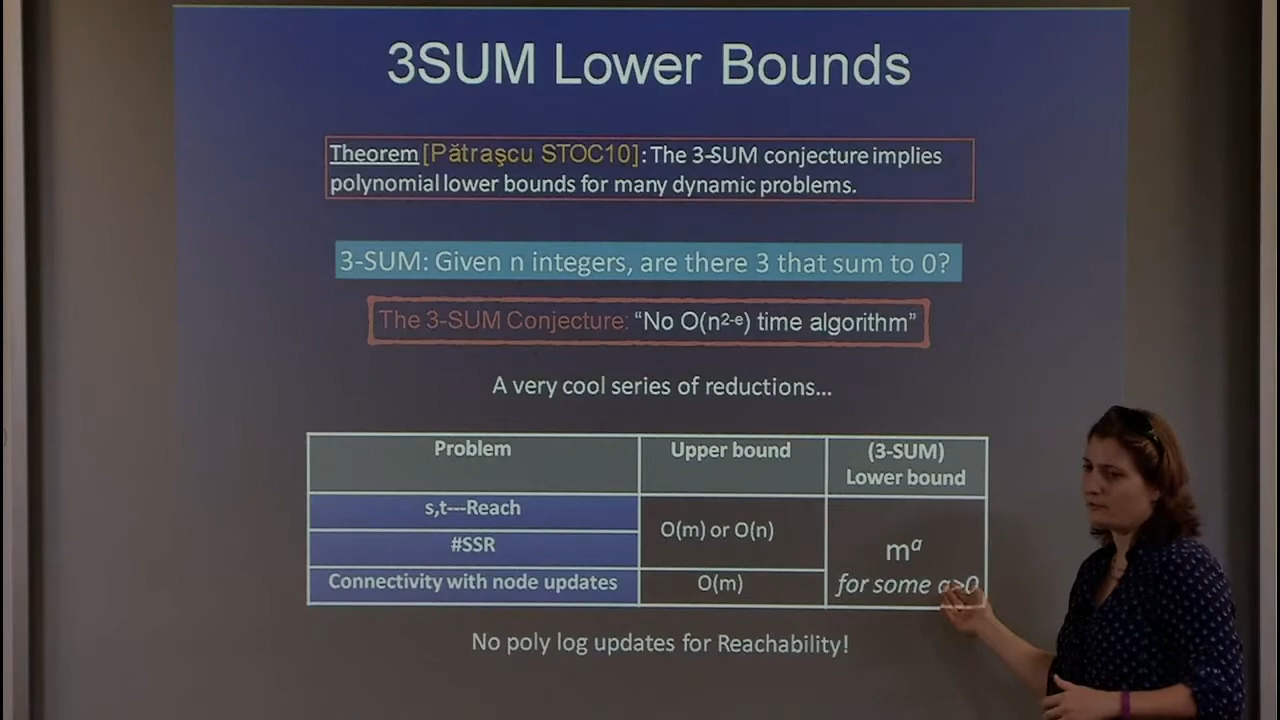 3SUM Lower Bounds
Theorem [Pătraşcu STOC10]: The 3-SUM conjecture implies
polynomial lower bounds for many dynamic problems.
3-SUM: Given n integers, are there 3 that sum to 0?
The 3-SUM Conjecture: “No O(n²⁻ᵉ) time algorithm”
A very cool series of reductions...
Problem
Upper bound
(3-SUM)
Lower bound
s,t---Reach
#SSR
O(m) or O(n)
Connectivity with node updates
O(m)
mᵅ
for some α>0
No poly log updates for Reachability!